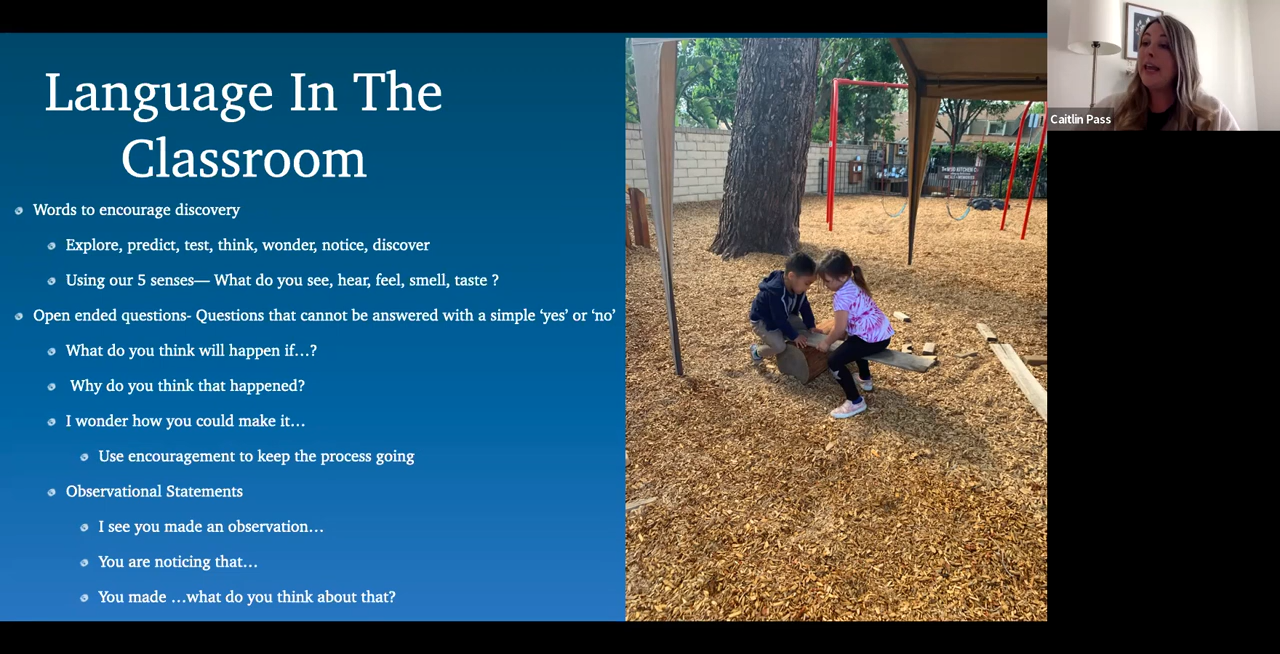 Language In The
Classroom
Words to encourage discovery
Explore, predict, test, think, wonder, notice, discover
Using our 5 senses— What do you see, hear, feel, smell, taste ?
Open ended questions- Questions that cannot be answered with a simple ‘yes’ or ‘no’
What do you think will happen if…?
Why do you think that happened?
I wonder how you could make it…
Use encouragement to keep the process going
Observational Statements
I see you made an observation…
You are noticing that…
You made …what do you think about that?
Caitlin Pass